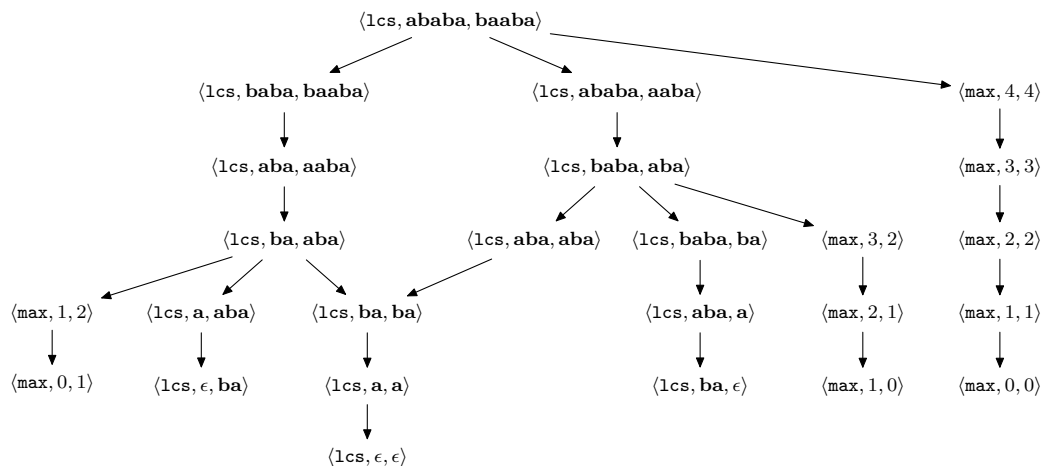 ⟨lcs, ababa, baaba⟩
⟨lcs, baba, baaba⟩ ⟨lcs, ababa, aaba⟩ ⟨max, 4, 4⟩
⟨lcs, aba, aaba⟩ ⟨lcs, baba, aba⟩ ⟨max, 3, 3⟩
⟨lcs, ba, aba⟩ ⟨lcs, aba, aba⟩ ⟨lcs, baba, ba⟩ ⟨max, 3, 2⟩ ⟨max, 2, 2⟩
⟨max, 1, 2⟩ ⟨lcs, a, aba⟩ ⟨lcs, ba, ba⟩ ⟨lcs, aba, a⟩ ⟨max, 2, 1⟩ ⟨max, 1, 1⟩
⟨max, 0, 1⟩ ⟨lcs, ϵ, ba⟩ ⟨lcs, a, a⟩ ⟨lcs, ba, ϵ⟩ ⟨max, 1, 0⟩ ⟨max, 0, 0⟩
⟨lcs, ϵ, ϵ⟩